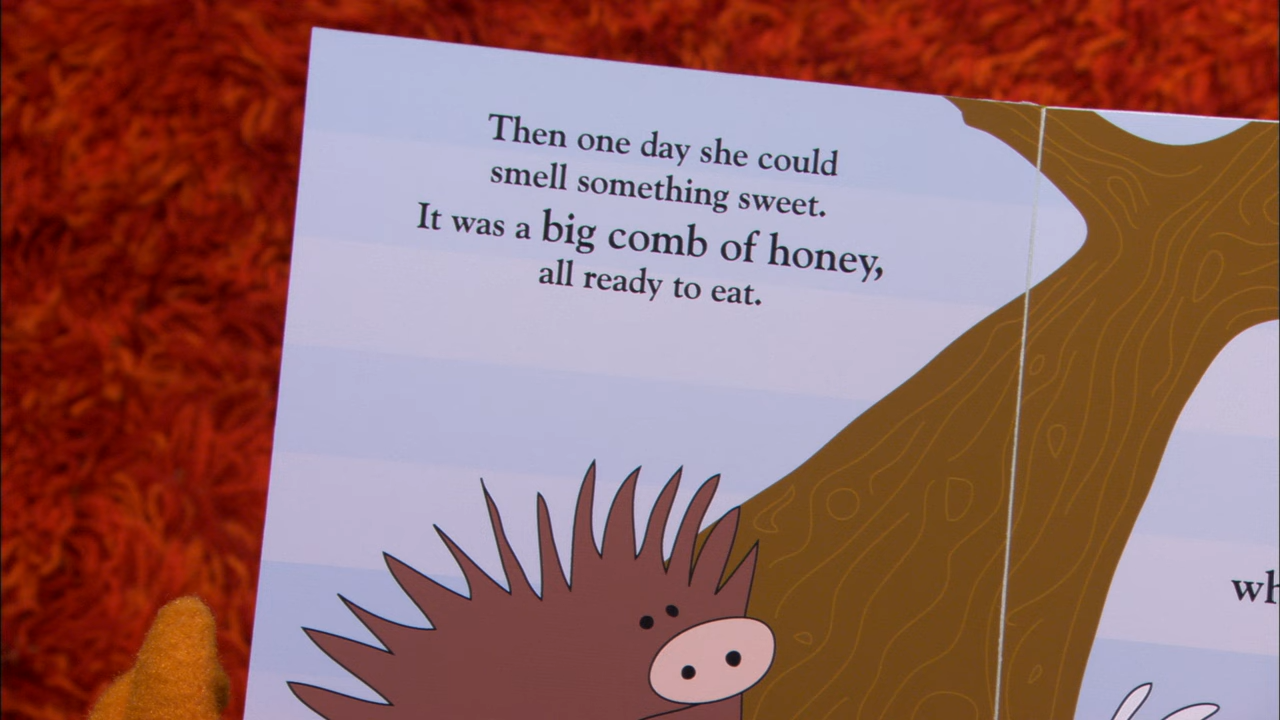 Then one day she could
smell something sweet.
It was a big comb of honey,
all ready to eat.